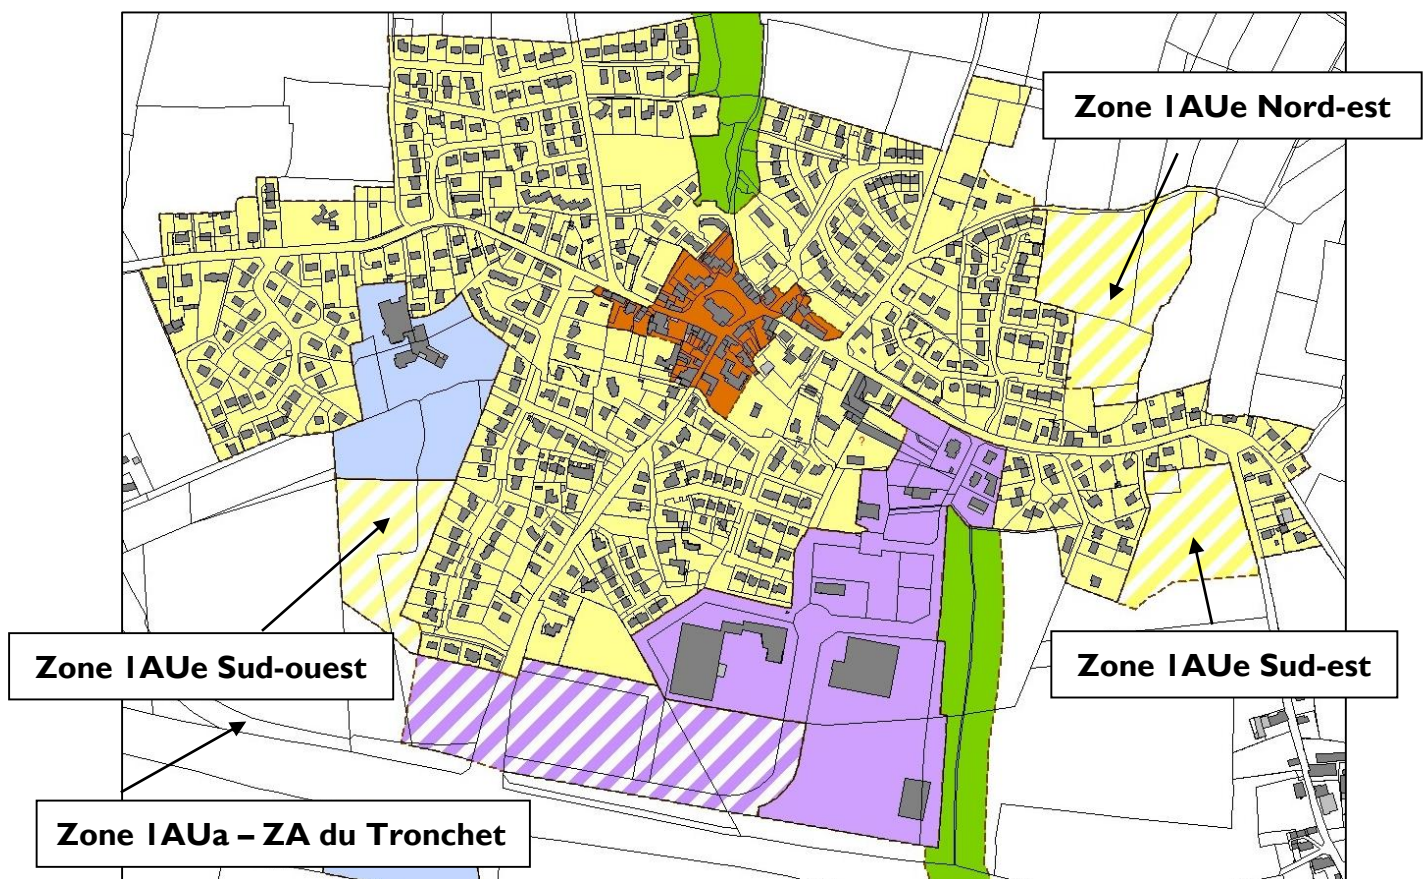 Zone 1AUe Nord-est
?
Zone 1AUe Sud-ouest
Zone 1AUe Sud-est
Zone 1AUa – ZA du Tronchet